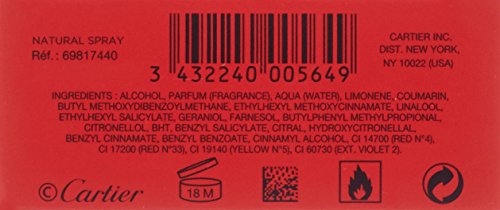 NATURAL SPRAY
Réf.: 69817440
3 432240 005649
CARTIER INC.
DIST. NEW YORK,
NY 10022 (USA)
INGREDIENTS : ALCOHOL, PARFUM (FRAGRANCE), AQUA (WATER), LIMONENE, COUMARIN,
BUTYL METHOXYDIBENZOYLMETHANE, ETHYLHEXYL METHOXYCINNAMATE, LINALOOL,
ETHYLHEXYL SALICYLATE, GERANIOL, FARNESOL, BUTYLPHENYL METHYLPROPIONAL,
CITRONELLOL, BHT, BENZYL SALICYLATE, CITRAL, HYDROXYCITRONELLAL,
BENZYL CINNAMATE, BENZYL BENZOATE, CINNAMYL ALCOHOL, CI 14700 (RED N°4),
CI 17200 (RED N°33), CI 19140 (YELLOW N°5), CI 60730 (EXT. VIOLET 2).
©Cartier
18 M